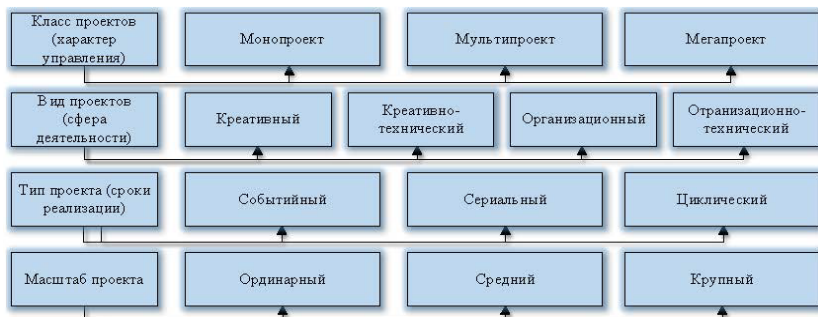 Класс проектов
(характер
управления)
Монопроект
Мультипроект
Мегапроект
Вид проектов
(сфера
деятельности)
Креативный
Креативно-
технический
Организационный
Отранизационно-
технический
Тип проекта (сроки
реализации)
Событийный
Сериальный
Циклический
Масштаб проекта
Ординарный
Средний
Крупный